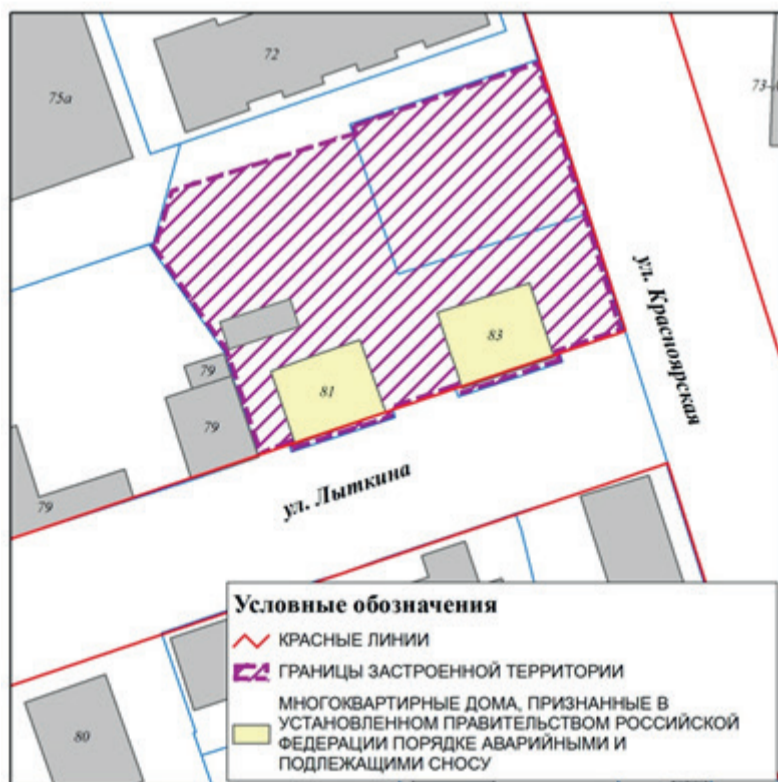 72
75а
73-
ул. Красноярская
83
79
81
79
79
ул. Лыткина
80
Условные обозначения
КРАСНЫЕ ЛИНИИ
ГРАНИЦЫ ЗАСТРОЕННОЙ ТЕРРИТОРИИ
МНОГОКВАРТИРНЫЕ ДОМА, ПРИЗНАННЫЕ В
УСТАНОВЛЕННОМ ПРАВИТЕЛЬСТВОМ РОССИЙСКОЙ
ФЕДЕРАЦИИ ПОРЯДКЕ АВАРИЙНЫМИ И
ПОДЛЕЖАЩИМИ СНОСУ